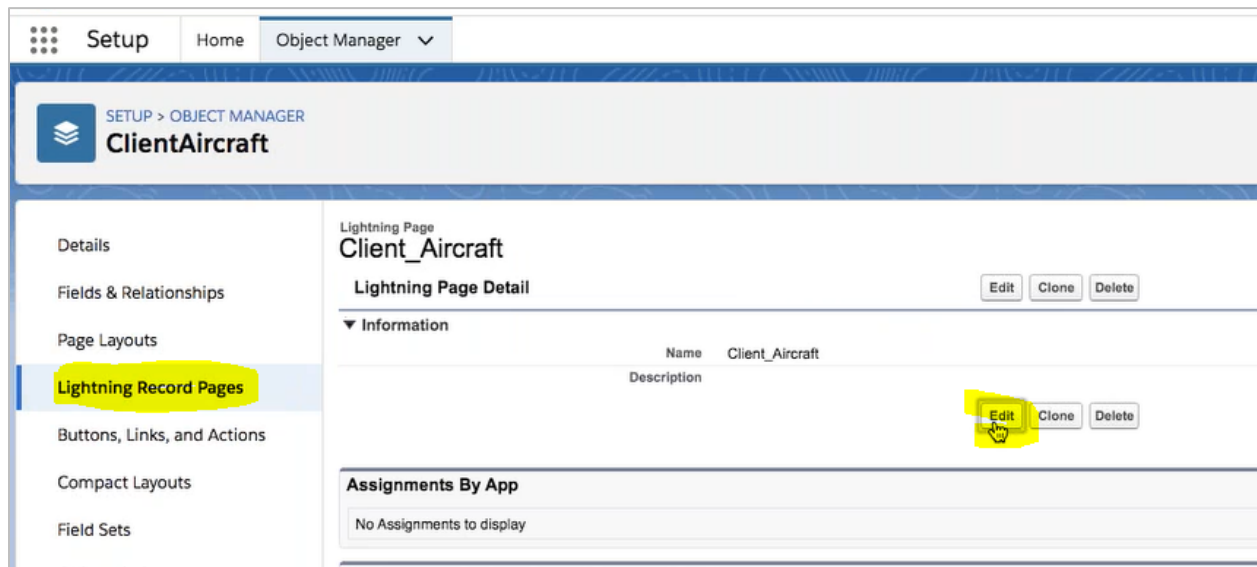 Setup Home Object Manager
SETUP > OBJECT MANAGER
ClientAircraft
Details
Fields & Relationships
Page Layouts
Lightning Record Pages
Buttons, Links, and Actions
Compact Layouts
Field Sets
Lightning Page
Client_Aircraft
Lightning Page Detail Edit Clone Delete
Information
Name Client_Aircraft
Description
Edit Clone Delete
Assignments By App
No Assignments to display